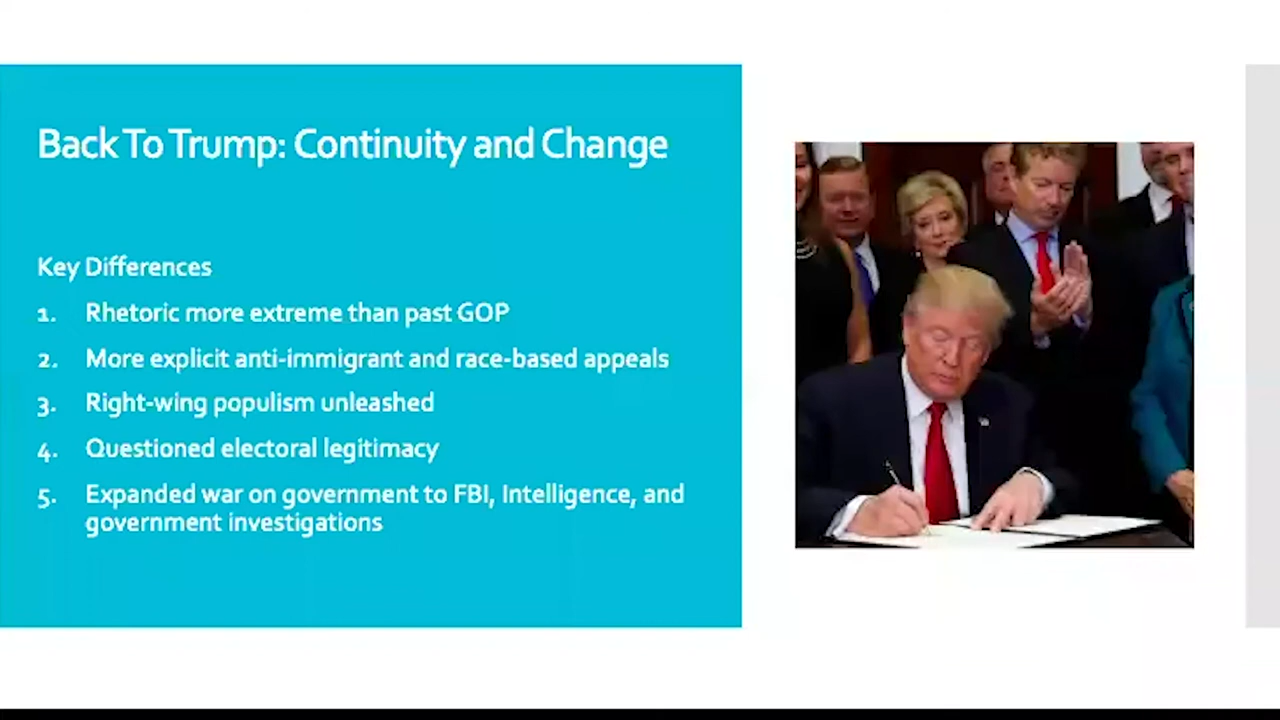 Back To Trump: Continuity and Change
Key Differences
1. Rhetoric more extreme than past GOP
2. More explicit anti-immigrant and race-based appeals
3. Right-wing populism unleashed
4. Questioned electoral legitimacy
5. Expanded war on government to FBI, Intelligence, and
government investigations